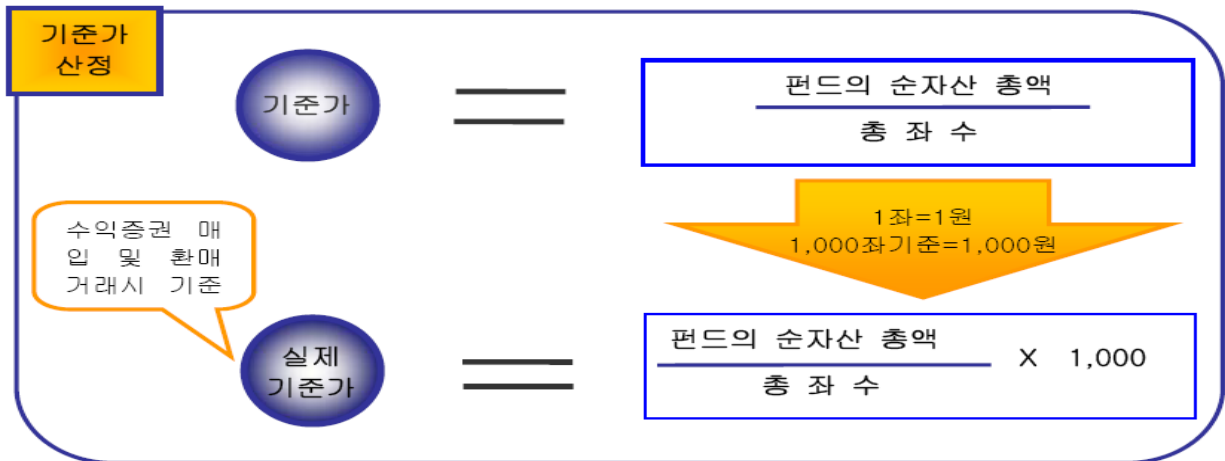 기준가
산정
기준가
펀드의 순자산 총액
총 좌 수
1좌=1원
1,000좌기준=1,000원
수익증권 매
입 및 환매
거래시 기준
실제
기준가
펀드의 순자산 총액
총 좌 수
X 1,000